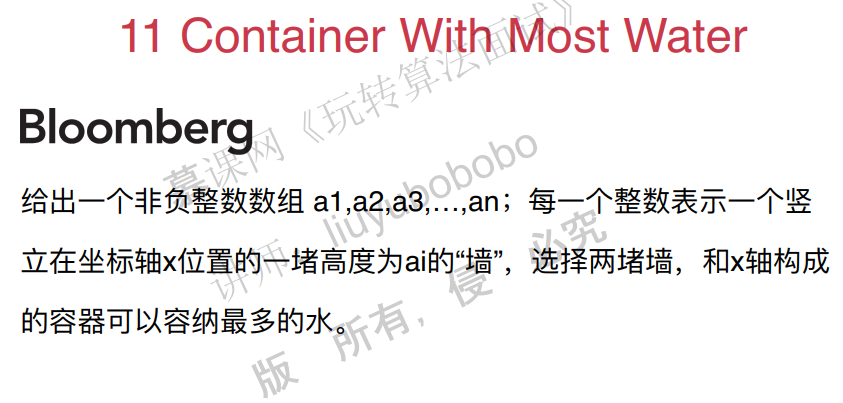 11 Container With Most Water
Bloomberg
给出一个非负整数数组 a1,a2,a3,…,an；每一个整数表示一个竖
立在坐标轴x位置的一堵高度为ai的“墙”，选择两堵墙，和x轴构成
的容器可以容纳最多的水。
慕课网《玩转算法面试》
讲师：liuyubobobo
版 所有，侵 必究